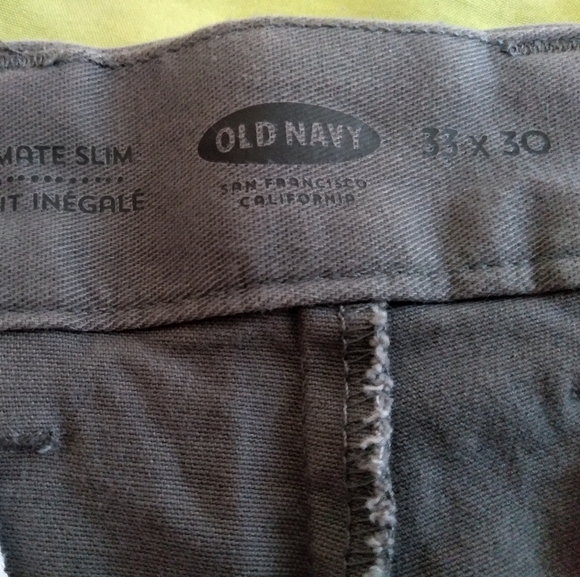 MATE SLIM
IT INÉGALÉ
OLD NAVY
SAN FRANCISCO
CALIFORNIA
33 x 30